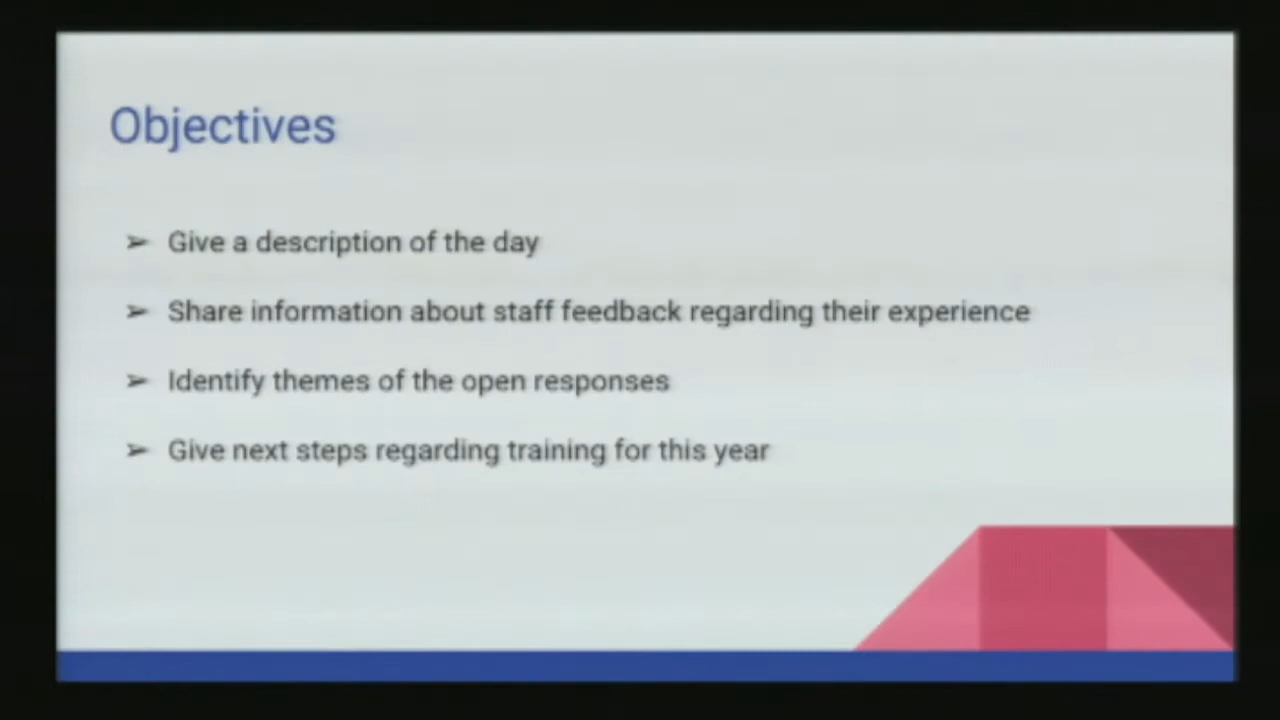 Objectives
➢ Give a description of the day
➢ Share information about staff feedback regarding their experience
➢ Identify themes of the open responses
➢ Give next steps regarding training for this year